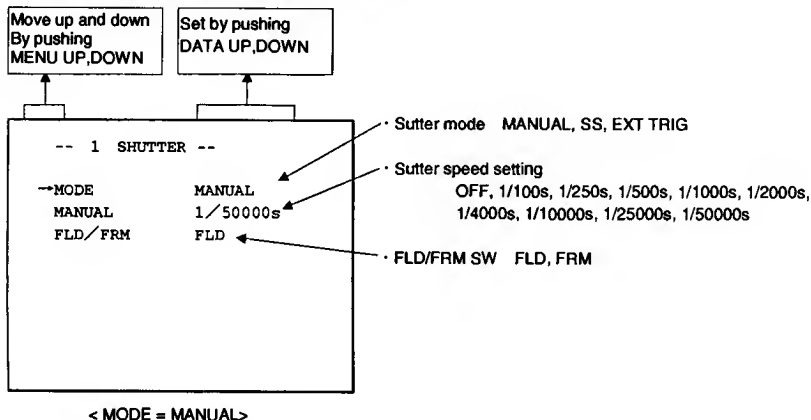 Move up and down
By pushing
MENU UP,DOWN
Set by pushing
DATA UP,DOWN
-- 1 SHUTTER --
→MODE MANUAL
MANUAL 1/50000s
FLD/FRM FLD
· Sutter mode MANUAL, SS, EXT TRIG
· Sutter speed setting
OFF, 1/100s, 1/250s, 1/500s, 1/1000s, 1/2000s,
1/4000s, 1/10000s, 1/25000s, 1/50000s
· FLD/FRM SW FLD, FRM
< MODE = MANUAL>